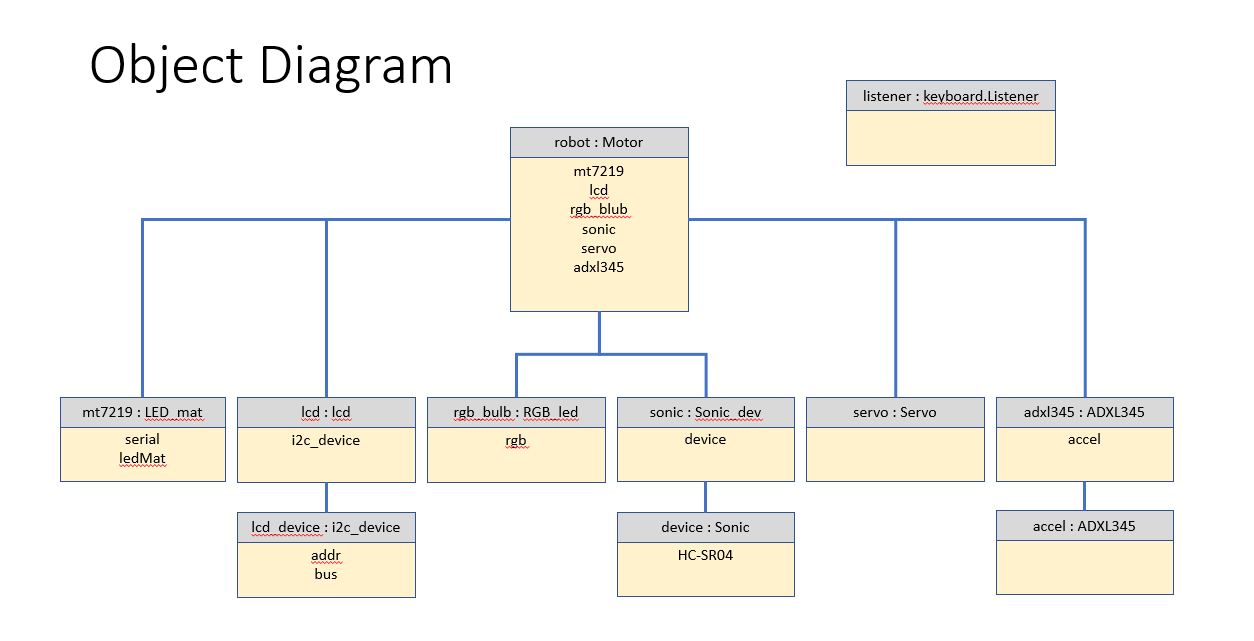 Object Diagram
listener : keyboard.Listener
robot : Motor
mt7219
lcd
rgb_blub
sonic
servo
adxl345
mt7219 : LED_mat
serial
ledMat
lcd : lcd
i2c_device
rgb_bulb : RGB_led
rgb
sonic : Sonic_dev
device
servo : Servo
adxl345 : ADXL345
accel
lcd_device : i2c_device
addr
bus
device : Sonic
HC-SR04
accel : ADXL345